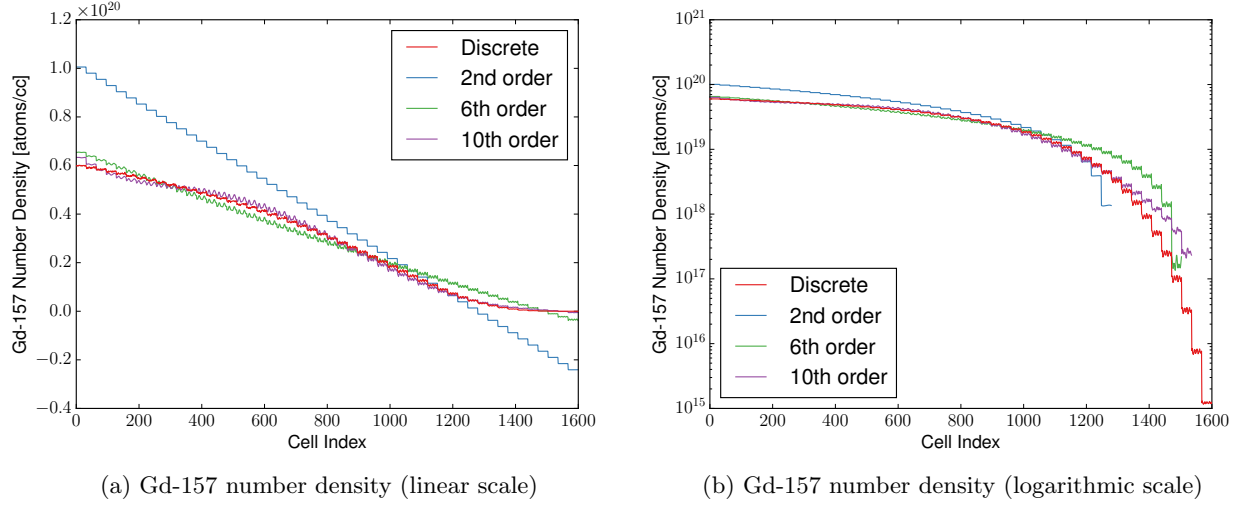 1.2 1e20
1.0
0.8
0.6
0.4
0.2
0.0
−0.2
−0.4
Gd-157 Number Density [atoms/cc]
Discrete
2nd order
6th order
10th order
0 200 400 600 800 1000 1200 1400 1600
Cell Index
(a) Gd-157 number density (linear scale)
10^21
10^20
10^19
10^18
10^17
10^16
10^15
Gd-157 Number Density [atoms/cc]
Discrete
2nd order
6th order
10th order
0 200 400 600 800 1000 1200 1400 1600
Cell Index
(b) Gd-157 number density (logarithmic scale)